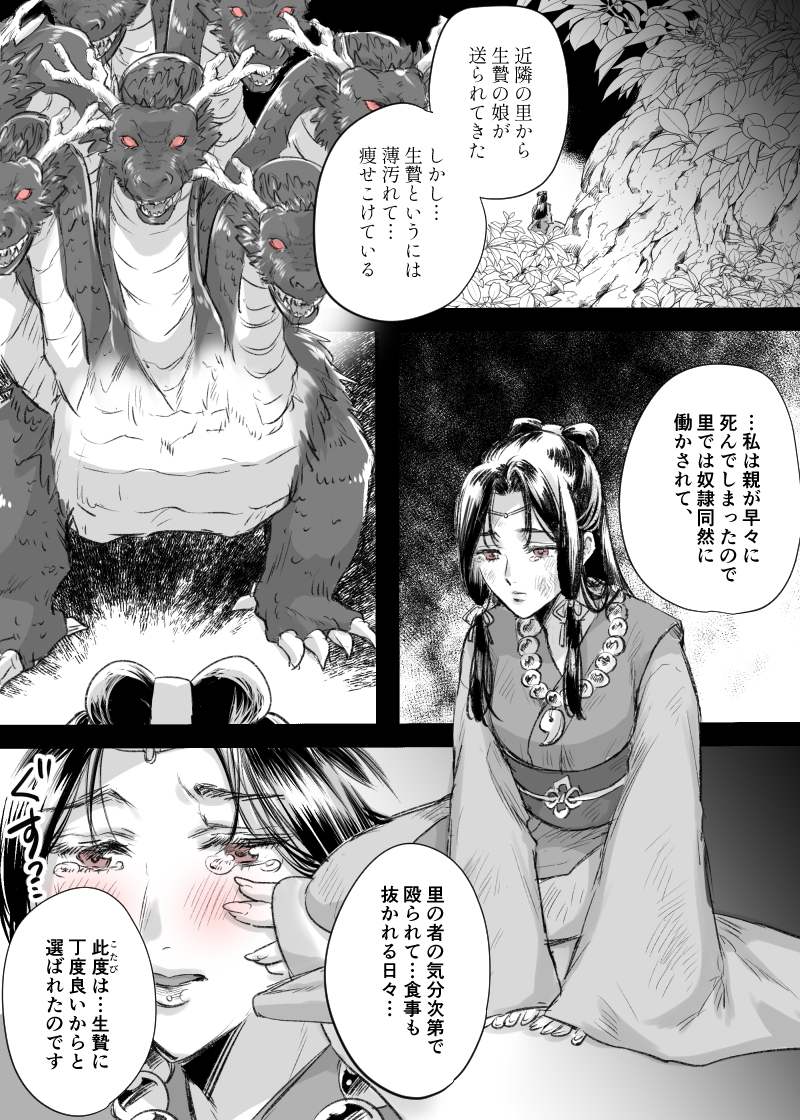 近隣の里から
生贄の娘が
送られてきた
しかし…
生贄というには
薄汚れて…
痩せこけている
…私は親が早々に
死んでしまったので
里では奴隷同然に
働かされて、
里の者の気分次第で
殴られて…食事も
抜かれる日々…
ぐすっ…
此度は…生贄に
こたび
丁度良いからと
選ばれたのです